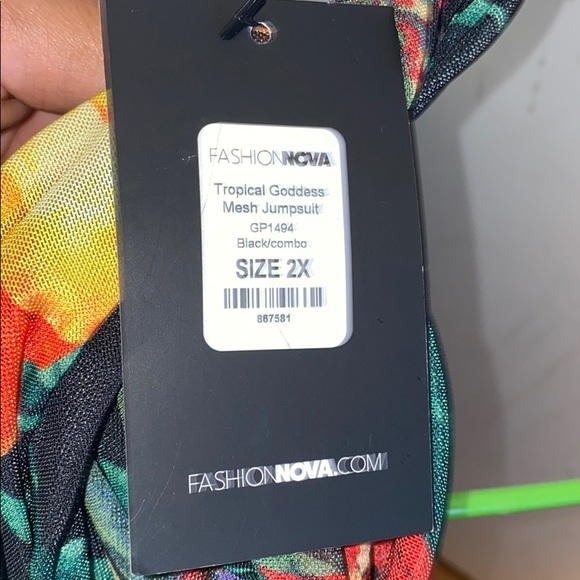 FASHIONNOVA
Tropical Goddess
Mesh Jumpsuit
GP1494
Black/combo
SIZE 2X
867581
FASHIONNOVA.COM